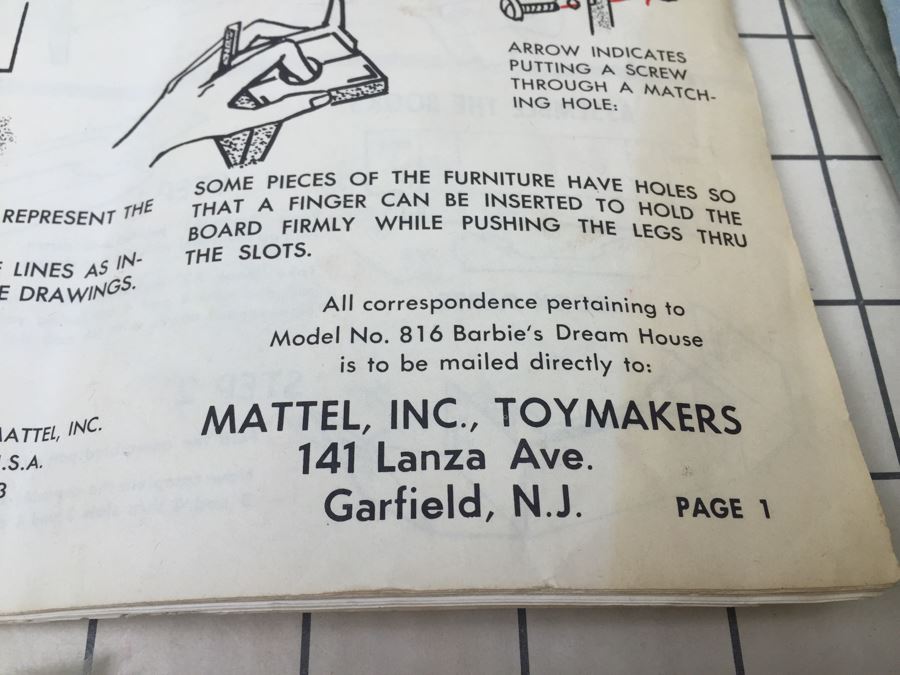 ARROW INDICATES
PUTTING A SCREW
THROUGH A MATCH-
ING HOLE:
SOME PIECES OF THE FURNITURE HAVE HOLES SO
THAT A FINGER CAN BE INSERTED TO HOLD THE
BOARD FIRMLY WHILE PUSHING THE LEGS THRU
THE SLOTS.
REPRESENT THE
LINES AS IN-
DRAWINGS.
All correspondence pertaining to
Model No. 816 Barbie's Dream House
is to be mailed directly to:
MATTEL, INC., TOYMAKERS
141 Lanza Ave.
Garfield, N.J.
PAGE 1
MATTEL, INC.
.S.A.
3